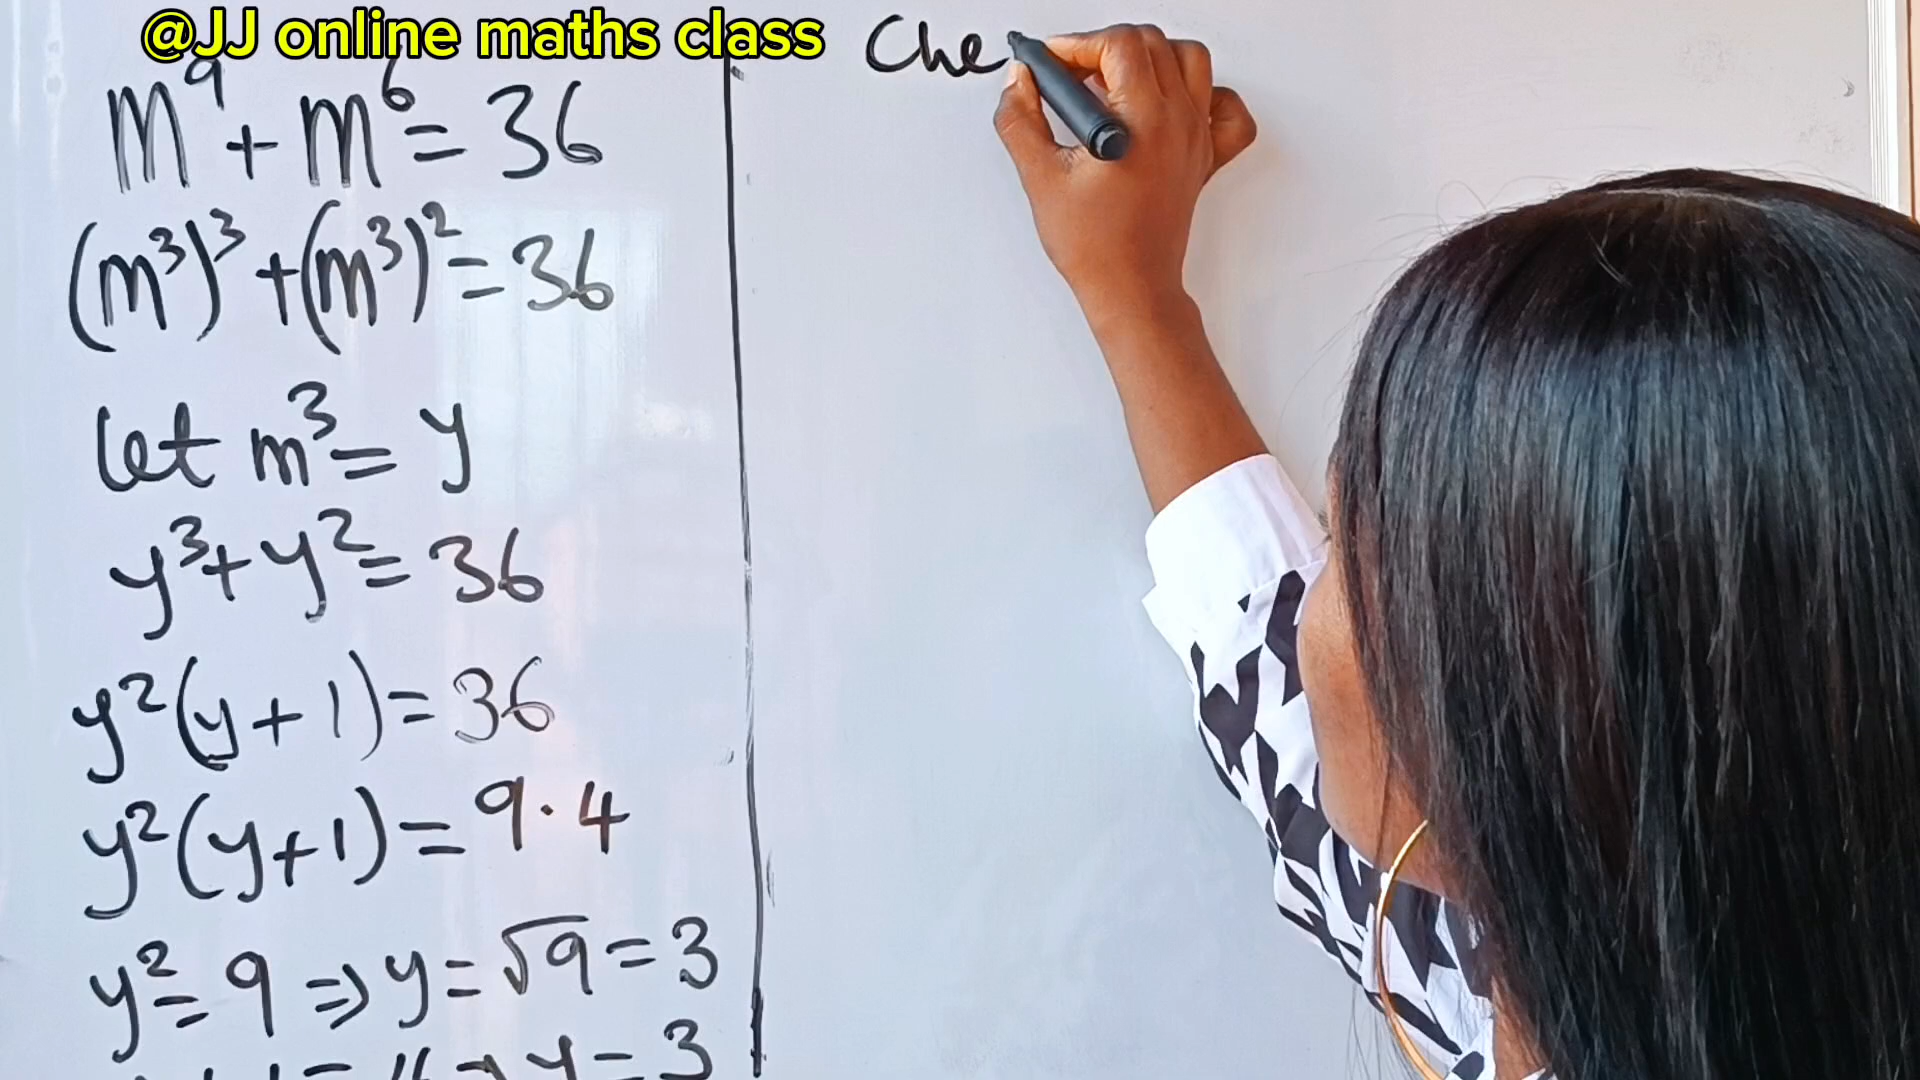 @JJ online maths class
m⁹ + m⁶ = 36
(m³)³ + (m³)² = 36
let m³ = y
y³ + y² = 36
y²(y + 1) = 36
y²(y + 1) = 9 · 4
y² = 9 ⇒ y = √9 = 3
y = 3
Che